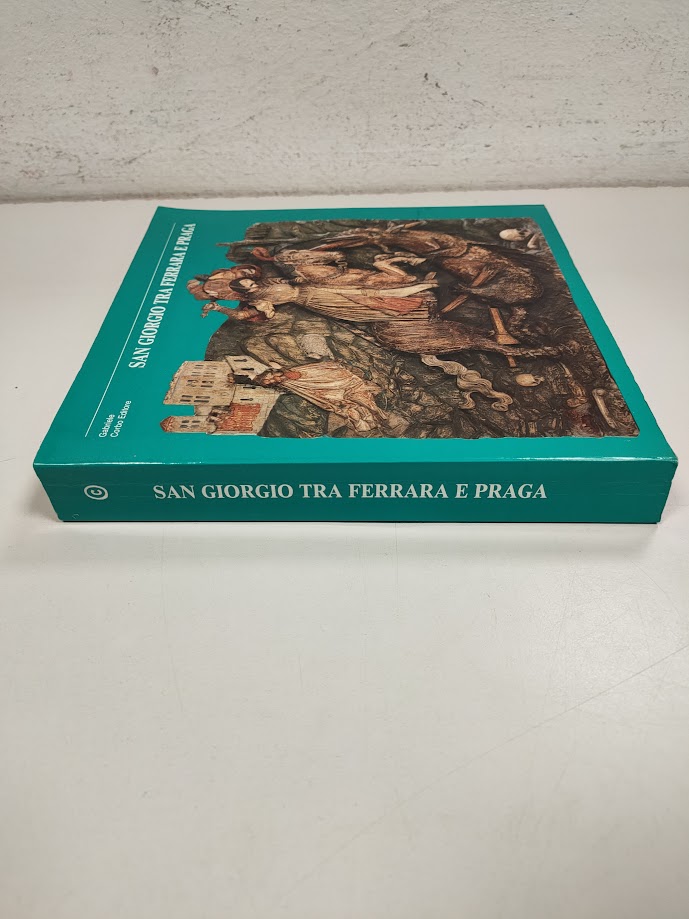 SAN GIORGIO TRA FERRARA E PRAGA
Gabriele
Corbo Editore
SAN GIORGIO TRA FERRARA E PRAGA